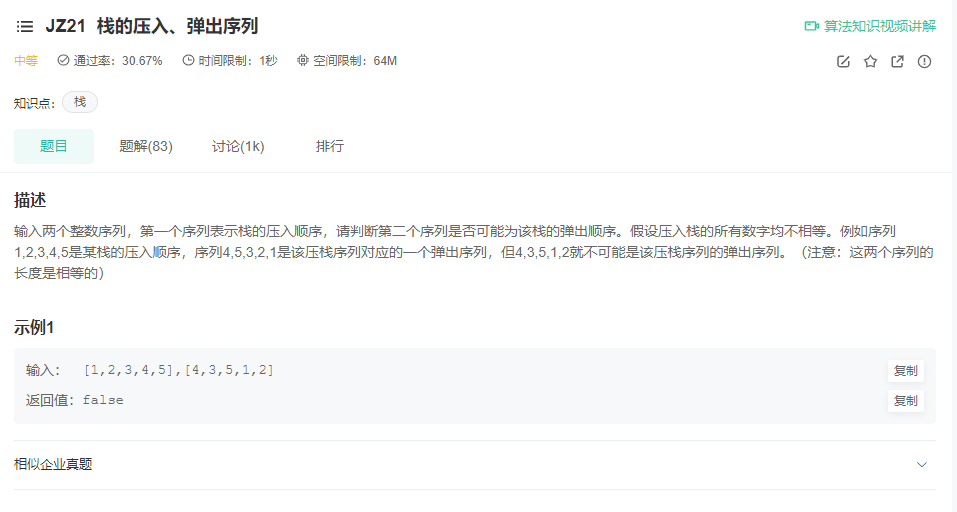 JZ21 栈的压入、弹出序列 算法知识视频讲解
中等 通过率：30.67% 时间限制：1秒 空间限制：64M
知识点： 栈
题目 题解(83) 讨论(1k) 排行
描述
输入两个整数序列，第一个序列表示栈的压入顺序，请判断第二个序列是否可能为该栈的弹出顺序。假设压入栈的所有数字均不相等。例如序列
1,2,3,4,5是某栈的压入顺序，序列4,5,3,2,1是该压栈序列对应的一个弹出序列，但4,3,5,1,2就不可能是该压栈序列的弹出序列。（注意：这两个序列的
长度是相等的）
示例1
输入： [1,2,3,4,5],[4,3,5,1,2] 复制
返回值：false 复制
相似企业真题